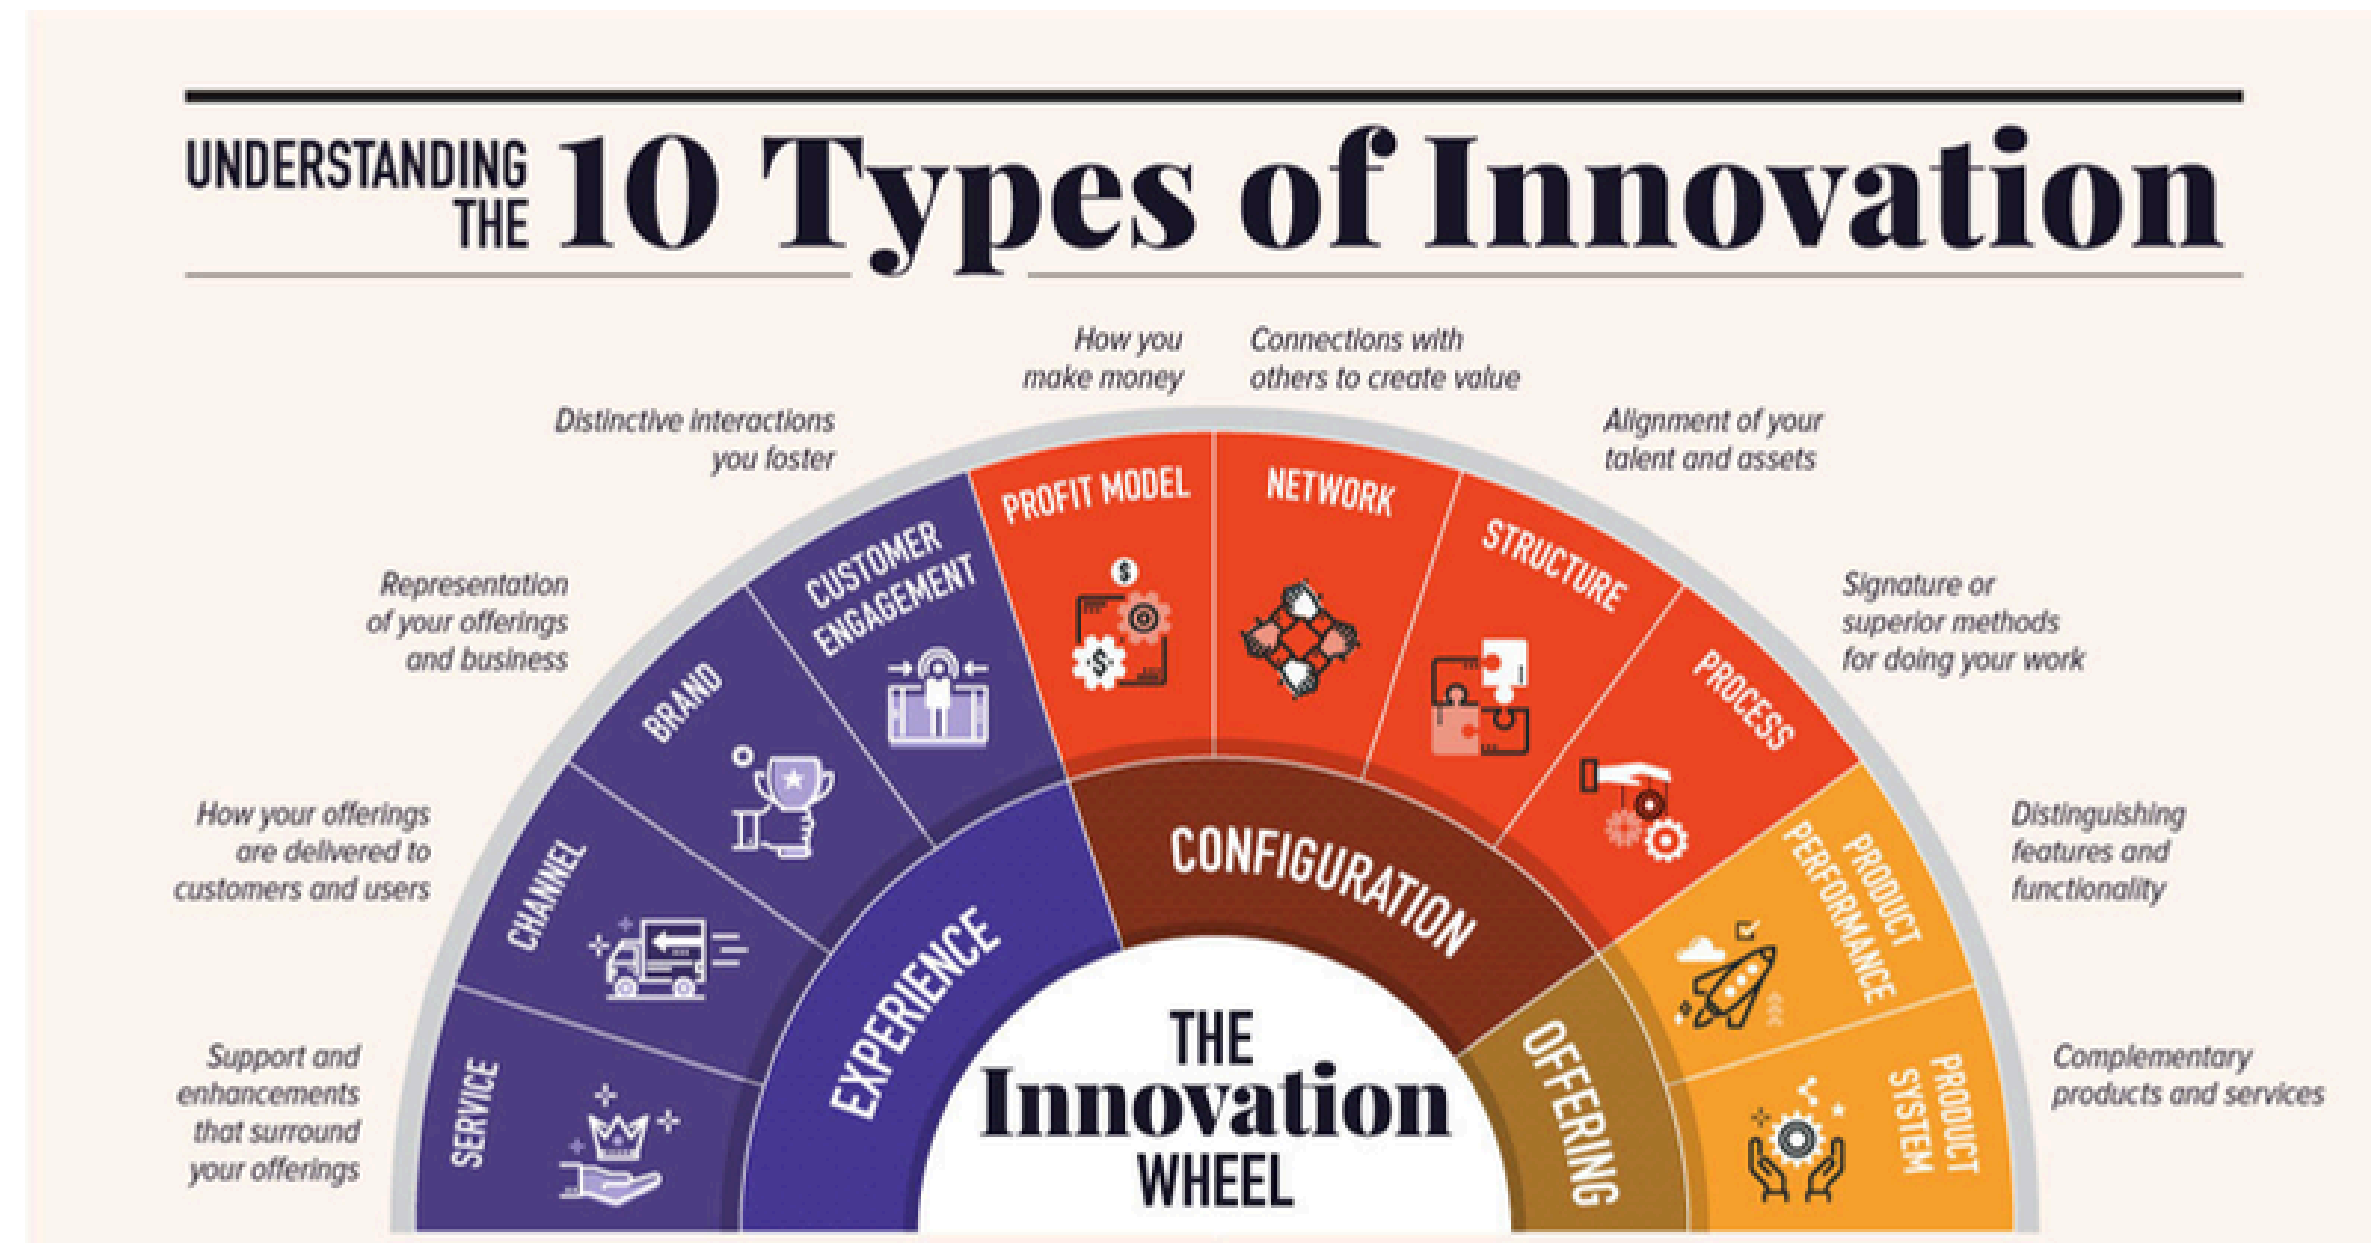 UNDERSTANDING
THE
10 Types of Innovation
How you
make money
Connections with
others to create value
Distinctive interactions
you foster
Alignment of your
talent and assets
Representation
of your offerings
and business
Signature or
superior methods
for doing your work
How your offerings
are delivered to
customers and users
Distinguishing
features and
functionality
Support and
enhancements
that surround
your offerings
Complementary
products and services
SERVICE
CHANNEL
BRAND
CUSTOMER
ENGAGEMENT
PROFIT MODEL
$
$
NETWORK
STRUCTURE
PROCESS
PRODUCT
PERFORMANCE
PRODUCT
SYSTEM
EXPERIENCE
CONFIGURATION
OFFERING
THE
Innovation
WHEEL